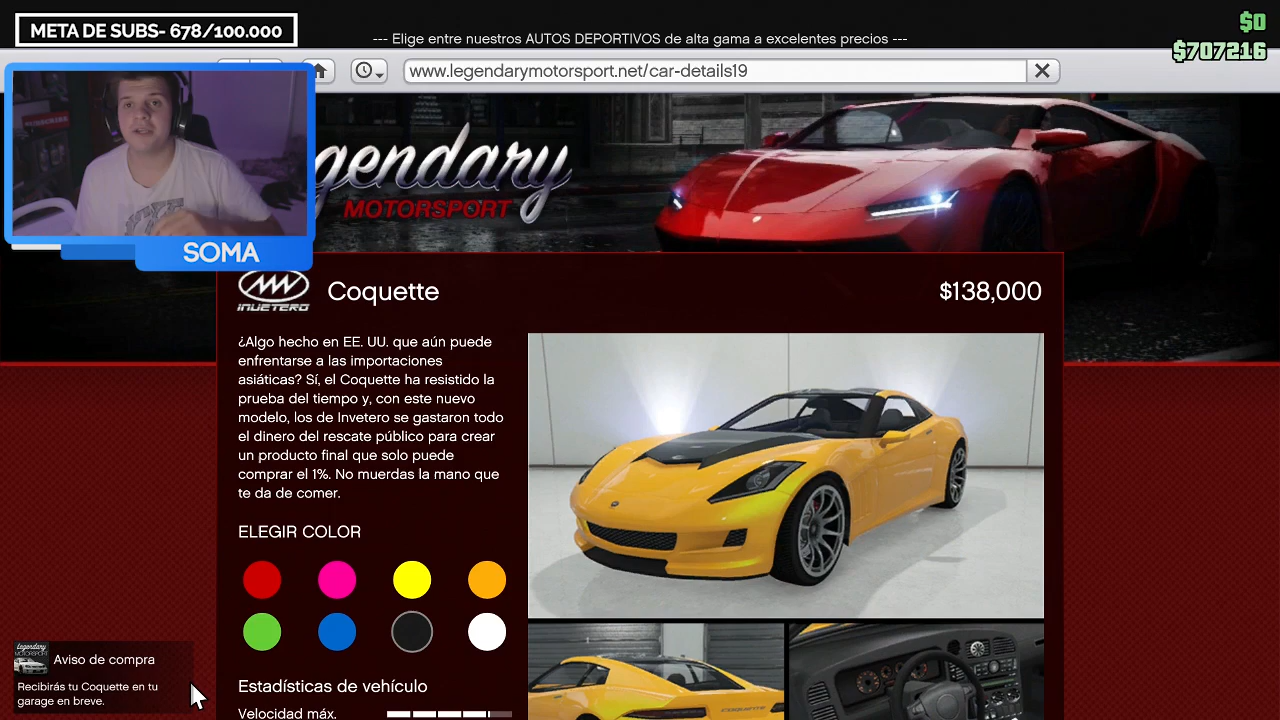 META DE SUBS- 678/100.000
--- Elige entre nuestros AUTOS DEPORTIVOS de alta gama a excelentes precios ---
$0
$707216
www.legendarymotorsport.net/car-details19
gendary
MOTORSPORT
SOMA
INVETERO
Coquette
$138,000
¿Algo hecho en EE. UU. que aún puede
enfrentarse a las importaciones
asiáticas? Sí, el Coquette ha resistido la
prueba del tiempo y, con este nuevo
modelo, los de Invetero se gastaron todo
el dinero del rescate público para crear
un producto final que solo puede
comprar el 1%. No muerdas la mano que
te da de comer.
ELEGIR COLOR
Legendary
MOTORSPORT
Aviso de compra
Recibirás tu Coquette en tu
garage en breve.
Estadísticas de vehículo
Velocidad máx.
COQUETTE